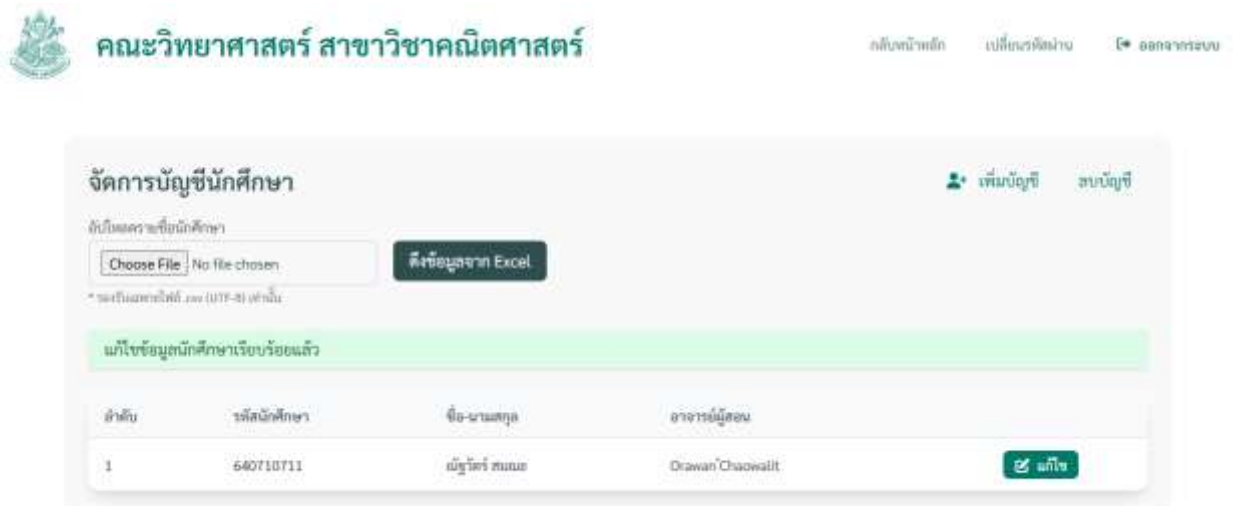 คณะวิทยาศาสตร์ สาขาวิชาคณิตศาสตร์
กลับหน้าหลัก เปลี่ยนรหัสผ่าน ออกจากระบบ
จัดการบัญชีนักศึกษา
เพิ่มบัญชี ลบบัญชี
อัปโหลดรายชื่อนักศึกษา
Choose File No file chosen ดึงข้อมูลจาก Excel
* รองรับเฉพาะไฟล์ .csv (UTF-8) เท่านั้น
แก้ไขข้อมูลนักศึกษาเรียบร้อยแล้ว
ลำดับ รหัสนักศึกษา ชื่อ-นามสกุล อาจารย์ผู้สอน
1 640710711 ณัฐวัตร์ Orawan Chaowalit แก้ไข